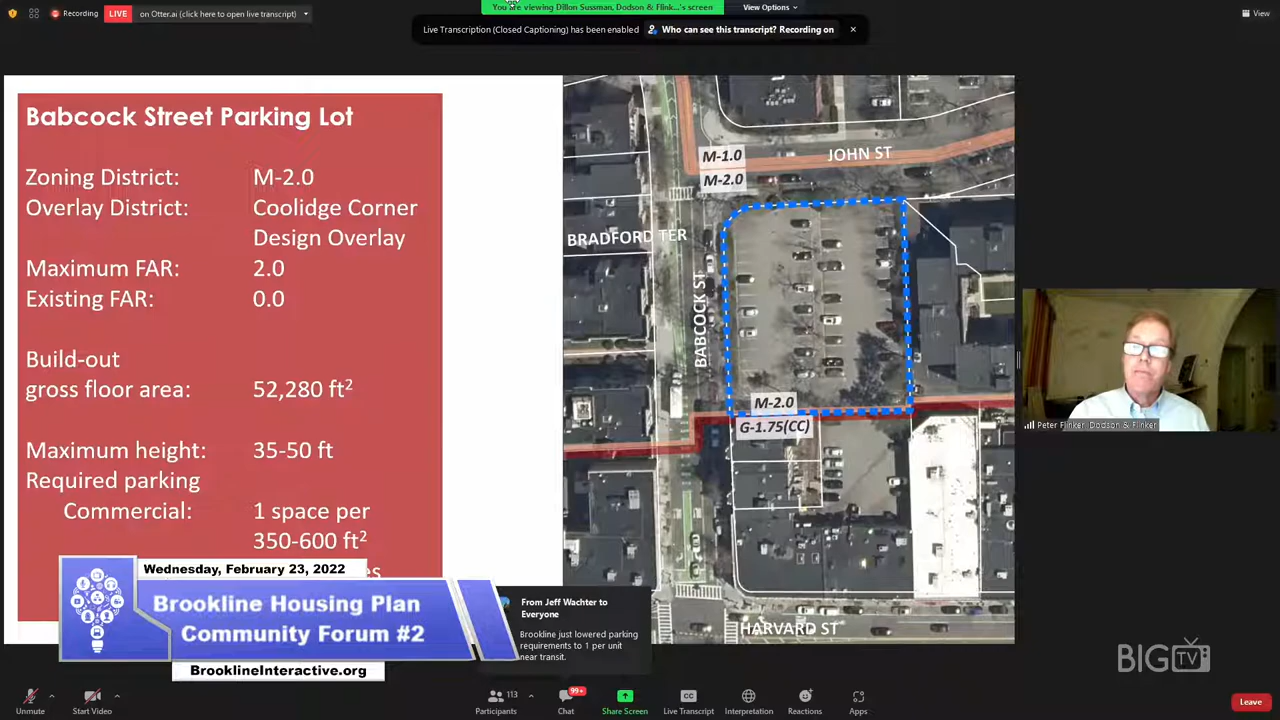 Recording
LIVE
on Otter.ai (click here to open live transcript)
You are viewing Dillon Sussman, Dodson & Flink...'s screen
View Options
View
Live Transcription (Closed Captioning) has been enabled
Who can see this transcript? Recording on
Babcock Street Parking Lot
Zoning District: M-2.0
Overlay District: Coolidge Corner
Design Overlay
Maximum FAR: 2.0
Existing FAR: 0.0
Build-out
gross floor area: 52,280 ft²
Maximum height: 35-50 ft
Required parking
Commercial: 1 space per
350-600 ft²
M-1.0
M-2.0
JOHN ST
BRADFORD TER
BABCOCK ST
M-2.0
G-1.75(CC)
HARVARD ST
Peter Flinker, Dodson & Flinker
Wednesday, February 23, 2022
Brookline Housing Plan
Community Forum #2
BrooklineInteractive.org
From Jeff Wachter to
Everyone
Brookline just lowered parking
requirements to 1 per unit
near transit.
BIG TV
Unmute
Start Video
Participants
113
Chat
99+
Share Screen
CC
Live Transcript
Interpretation
Reactions
Apps
Leave